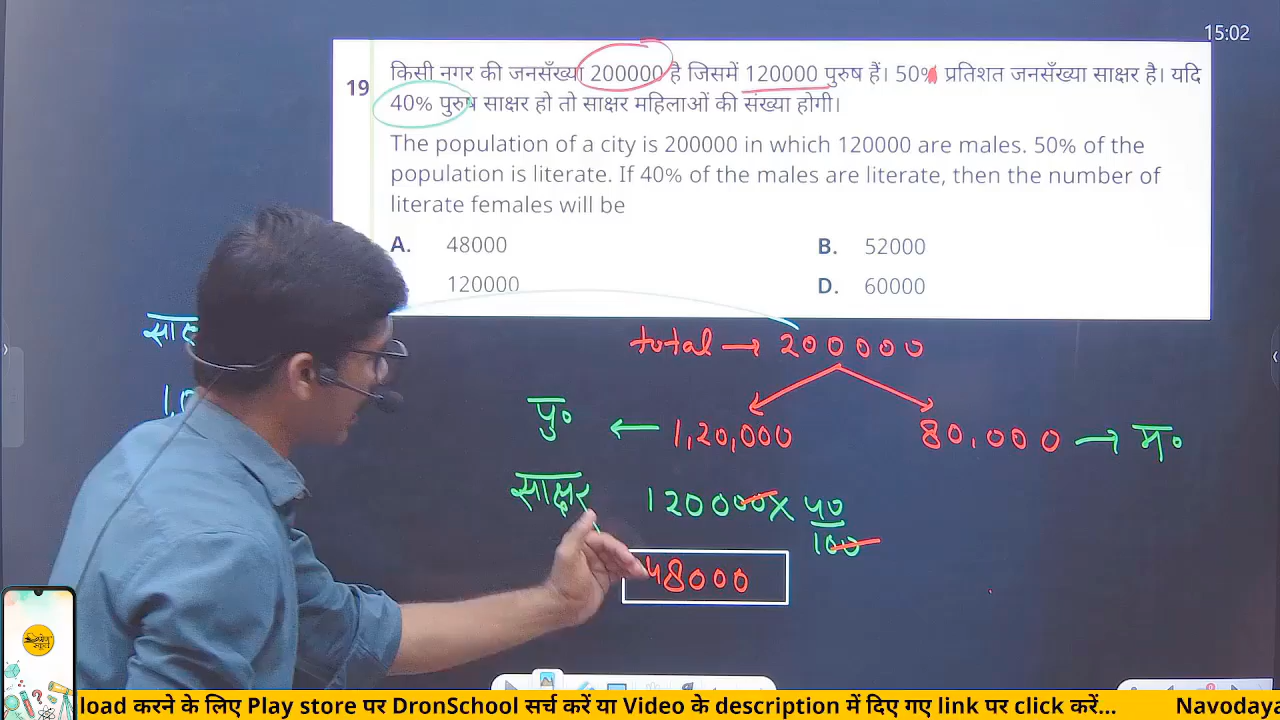 15:02
19
किसी नगर की जनसँख्या 200000 है जिसमें 120000 पुरुष हैं। 50% प्रतिशत जनसँख्या साक्षर है। यदि
40% पुरुष साक्षर हो तो साक्षर महिलाओं की संख्या होगी।
The population of a city is 200000 in which 120000 are males. 50% of the
population is literate. If 40% of the males are literate, then the number of
literate females will be
A. 48000 B. 52000
120000 D. 60000
total → 200000
पु० ← 1,20,000 80,000 → म०
साक्षर 12000000 x 40
100
48000
load करने के लिए Play store पर DronSchool सर्च करें या Video के description में दिए गए link पर click करें... Navodaya